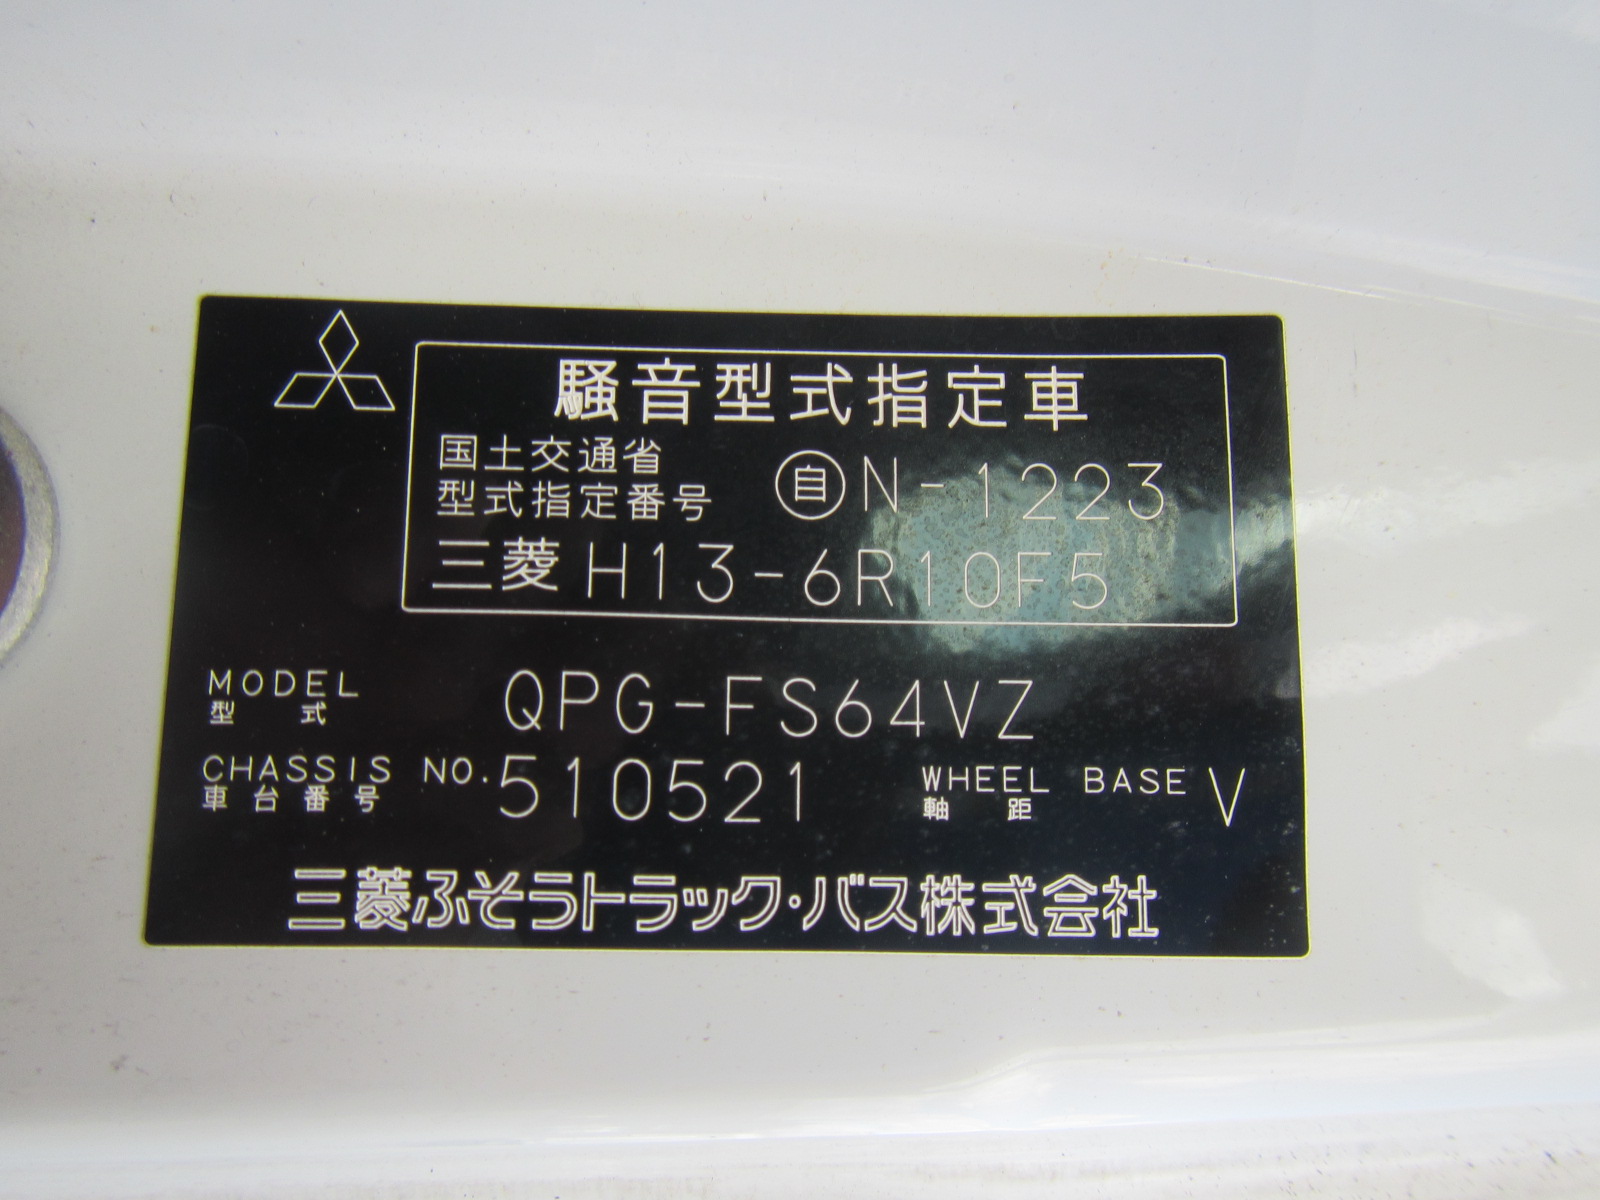 騒音型式指定車
国土交通省
型式指定番号 自 N-1223
三菱 H13-6R10F5
MODEL QPG-FS64VZ
型式
CHASSIS NO. 510521 WHEEL BASE V
車台番号 軸距
三菱ふそうトラック・バス株式会社